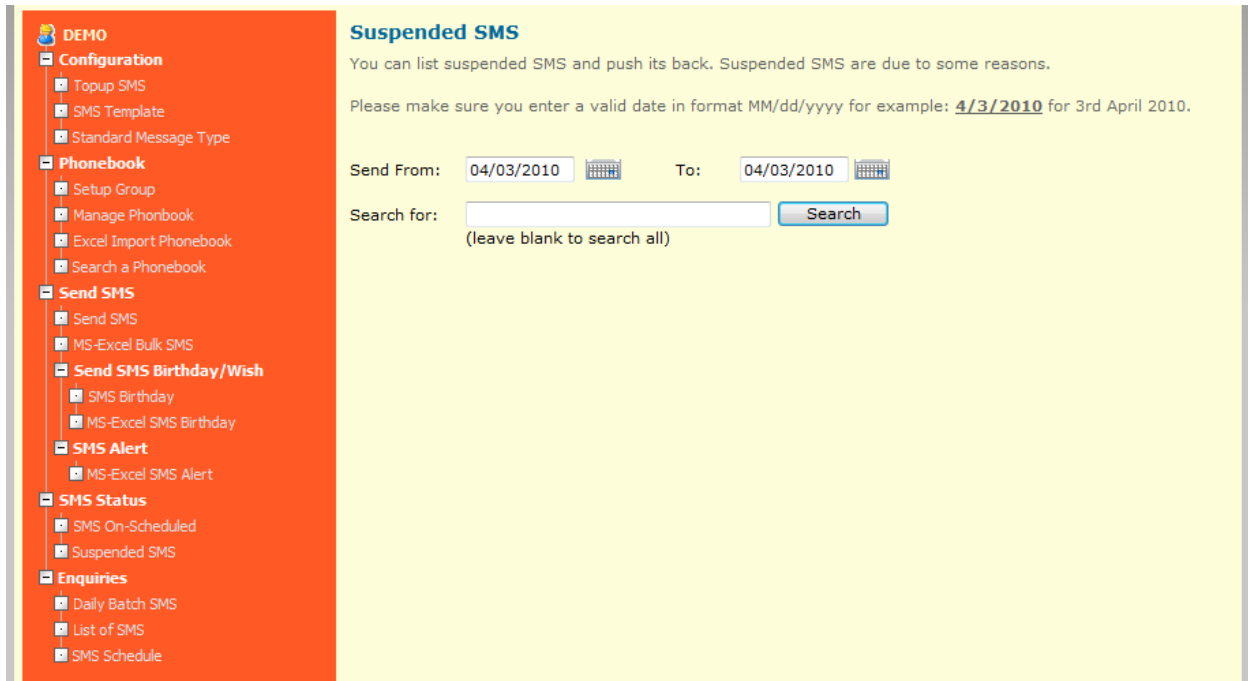 DEMO
Configuration
Topup SMS
SMS Template
Standard Message Type
Phonebook
Setup Group
Manage Phonbook
Excel Import Phonebook
Search a Phonebook
Send SMS
Send SMS
MS-Excel Bulk SMS
Send SMS Birthday/Wish
SMS Birthday
MS-Excel SMS Birthday
SMS Alert
MS-Excel SMS Alert
SMS Status
SMS On-Scheduled
Suspended SMS
Enquiries
Daily Batch SMS
List of SMS
SMS Schedule
Suspended SMS
You can list suspended SMS and push its back. Suspended SMS are due to some reasons.
Please make sure you enter a valid date in format MM/dd/yyyy for example: 4/3/2010 for 3rd April 2010.
Send From: 04/03/2010 To: 04/03/2010
Search for: Search
(leave blank to search all)